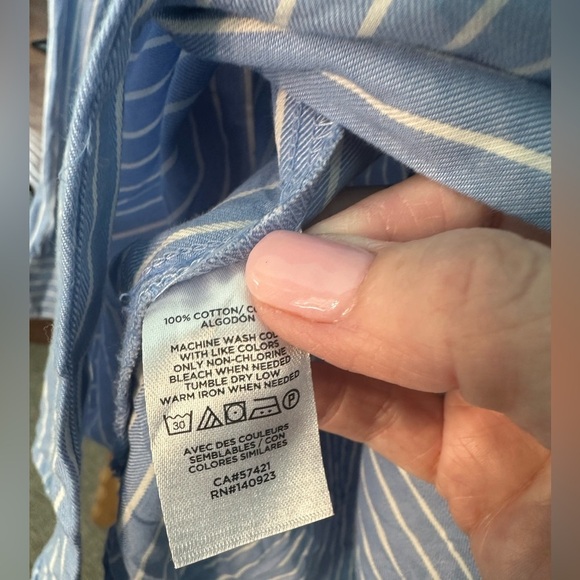 100% COTTON/
ALGODÓN
MACHINE WASH
WITH LIKE COLORS
ONLY NON-CHLORINE
BLEACH WHEN NEEDED
TUMBLE DRY LOW
WARM IRON WHEN NEEDED
30 P
AVEC DES COULEURS
SEMBLABLES / CON
COLORES SIMILARES
CA#57421
RN#140923